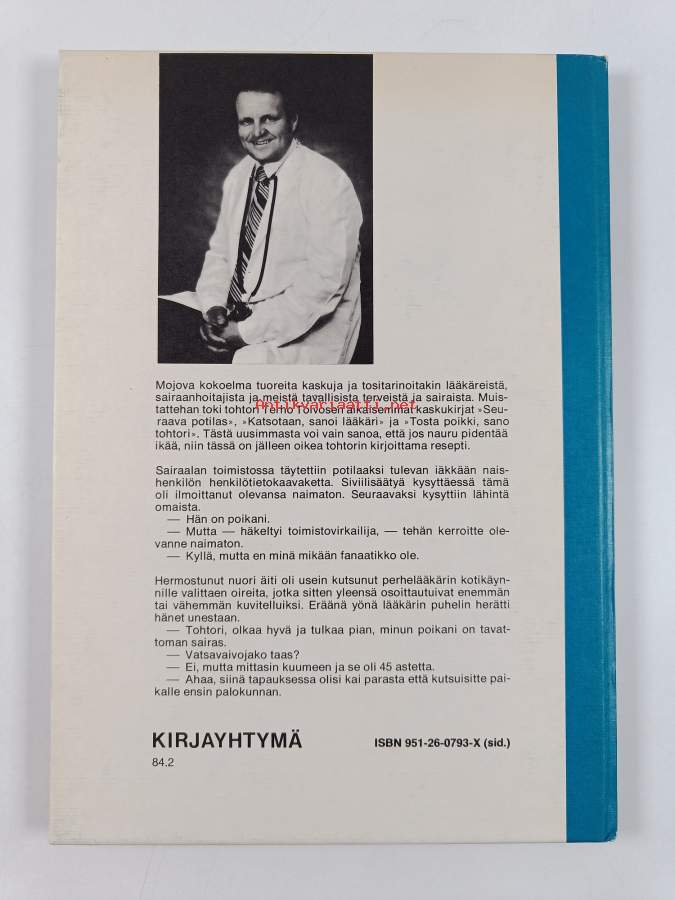 Mojova kokoelma tuoreita kaskuja ja tositarinoitakin lääkäreistä,
sairaanhoitajista ja meistä tavallisista terveistä ja sairaista. Muis-
Antikvariaatti.net
tattehan toki tohtori Terho Toivosen aikaisemmat kaskukirjat »Seu-
raava potilas», »Katsotaan, sanoi lääkäri» ja »Tosta poikki, sano
tohtori». Tästä uusimmasta voi vain sanoa, että jos nauru pidentää
ikää, niin tässä on jälleen oikea tohtorin kirjoittama resepti.
Sairaalan toimistossa täytettiin potilaaksi tulevan iäkkään nais-
henkilön henkilötietokaavaketta. Siviilisäätyä kysyttäessä tämä
oli ilmoittanut olevansa naimaton. Seuraavaksi kysyttiin lähintä
omaista.
— Hän on poikani.
— Mutta — häkeltyi toimistovirkailija, — tehän kerroitte ole-
vanne naimaton.
— Kyllä, mutta en minä mikään fanaatikko ole.
Hermostunut nuori äiti oli usein kutsunut perhelääkärin kotikäyn-
nille valittaen oireita, jotka sitten yleensä osoittautuivat enemmän
tai vähemmän kuvitelluiksi. Eräänä yönä lääkärin puhelin herätti
hänet unestaan.
— Tohtori, olkaa hyvä ja tulkaa pian, minun poikani on tavat-
toman sairas.
— Vatsavaivojako taas?
— Ei, mutta mittasin kuumeen ja se oli 45 astetta.
— Ahaa, siinä tapauksessa olisi kai parasta että kutsuisitte pai-
kalle ensin palokunnan.
KIRJAYHTYMÄ
ISBN 951-26-0793-X (sid.)
84.2